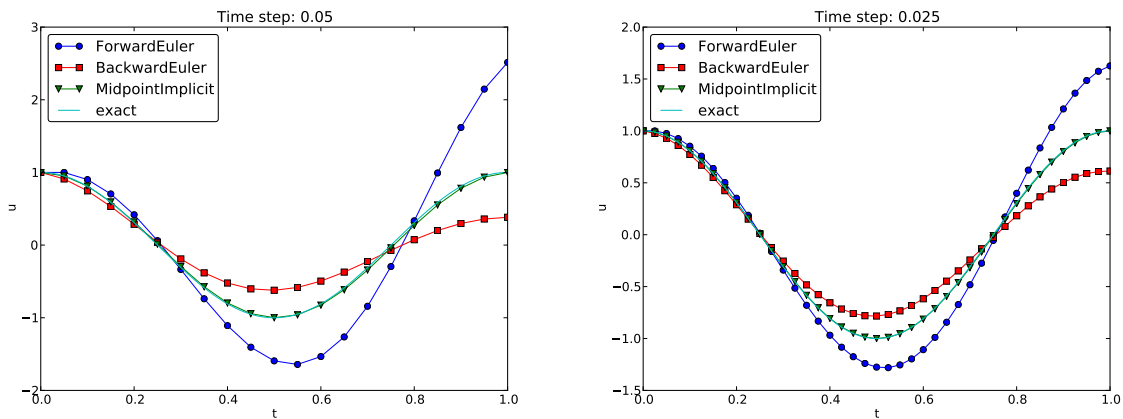 Time step: 0.05
3
2
1
0
−1
−2
u
0.0 0.2 0.4 0.6 0.8 1.0
t
ForwardEuler
BackwardEuler
MidpointImplicit
exact
Time step: 0.025
2.0
1.5
1.0
0.5
0.0
−0.5
−1.0
−1.5
u
0.0 0.2 0.4 0.6 0.8 1.0
t
ForwardEuler
BackwardEuler
MidpointImplicit
exact